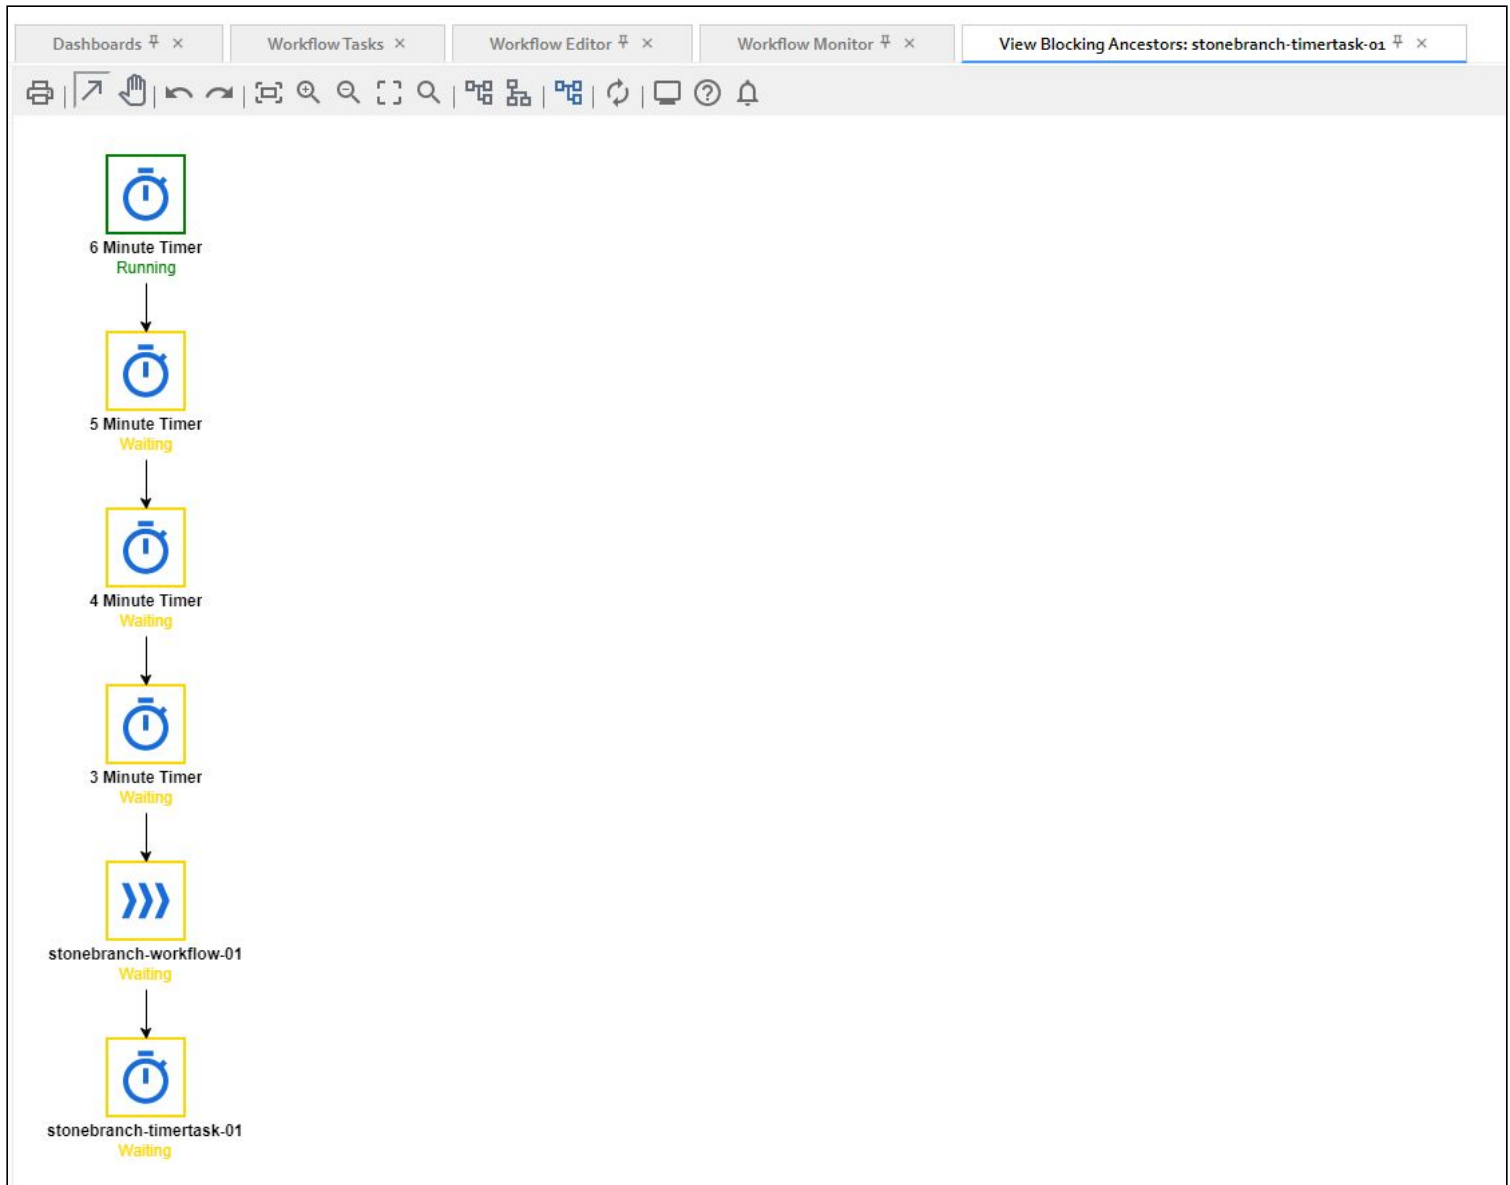 Dashboards
Workflow Tasks
Workflow Editor
Workflow Monitor
View Blocking Ancestors: stonebranch-timertask-01
6 Minute Timer
Running
5 Minute Timer
Waiting
4 Minute Timer
Waiting
3 Minute Timer
Waiting
stonebranch-workflow-01
Waiting
stonebranch-timertask-01
Waiting